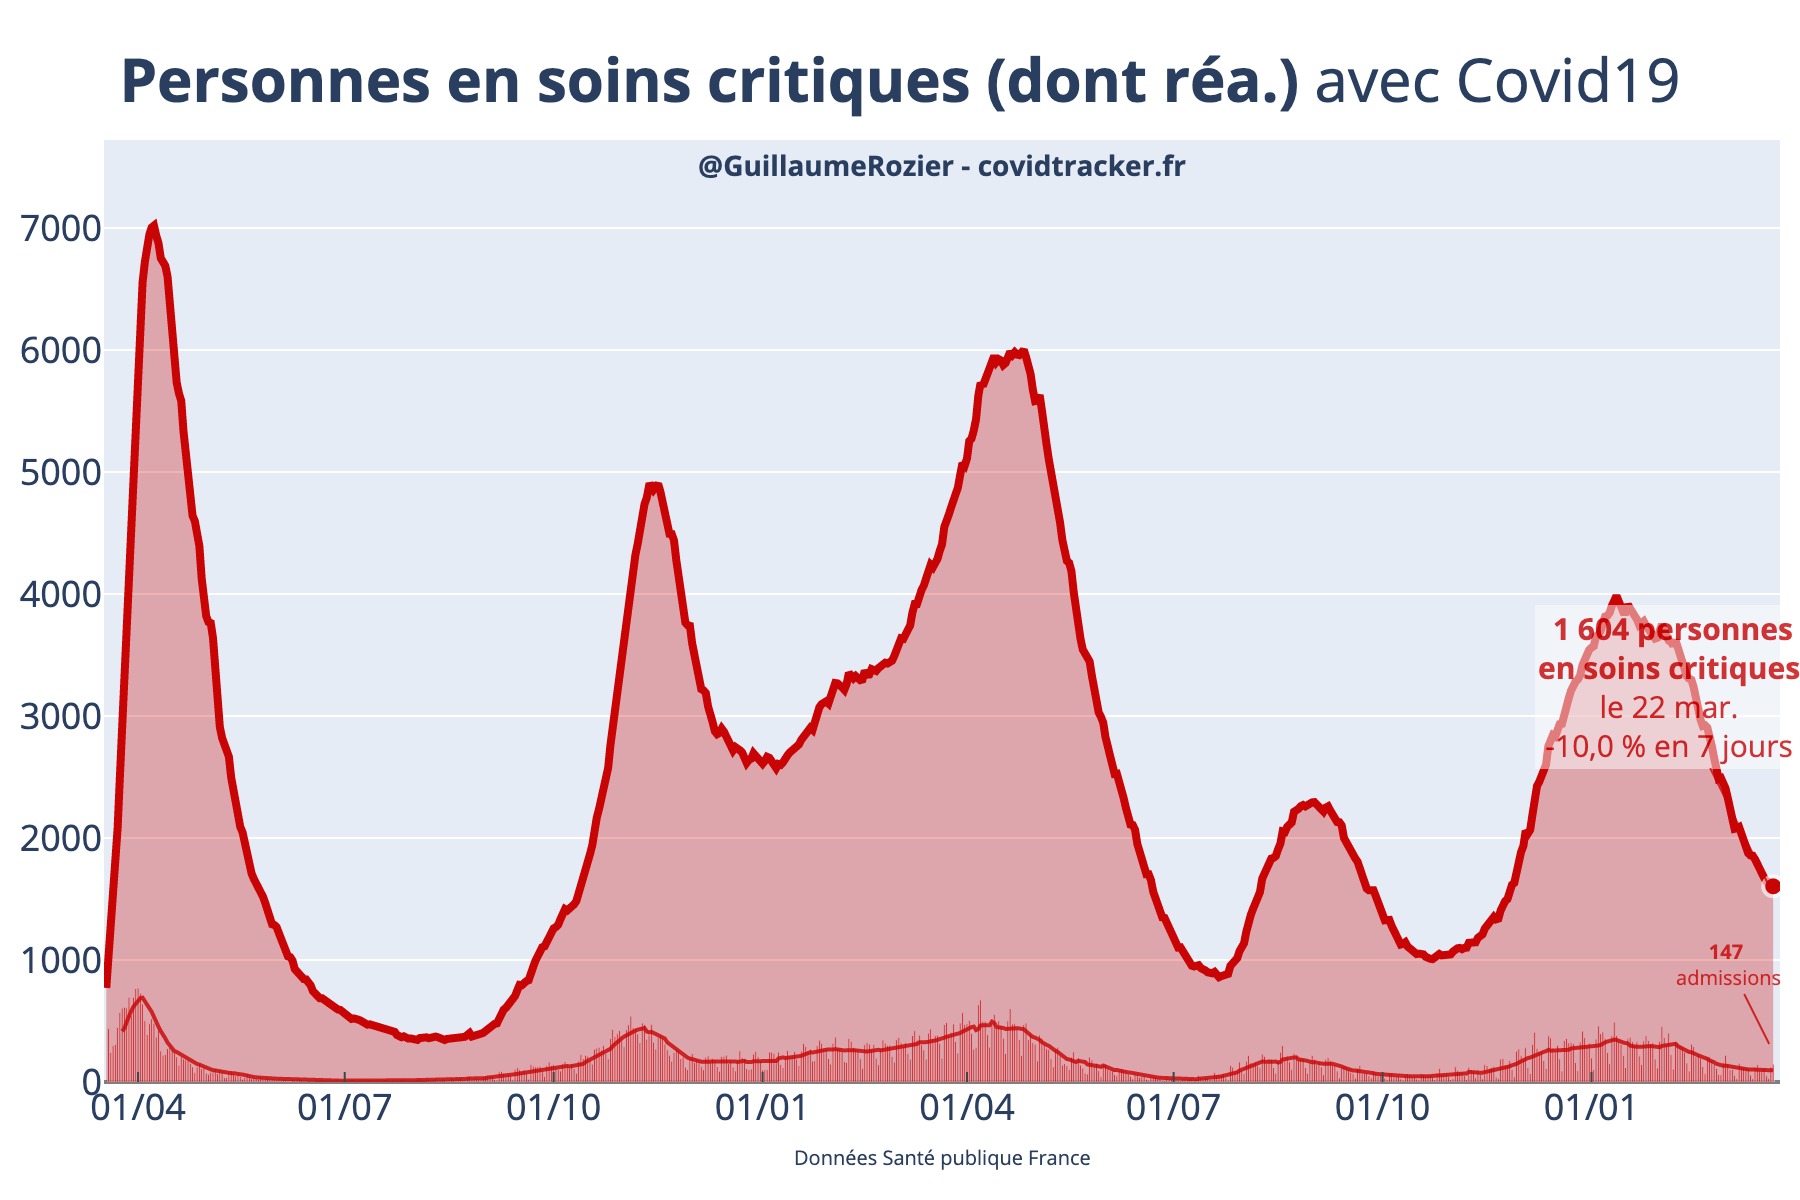 Personnes en soins critiques (dont réa.) avec Covid19
@GuillaumeRozier - covidtracker.fr
7000
6000
5000
4000
3000
2000
1000
0
1 604 personnes
en soins critiques
le 22 mar.
-10,0 % en 7 jours
147
admissions
01/04 01/07 01/10 01/01 01/04 01/07 01/10 01/01
Données Santé publique France